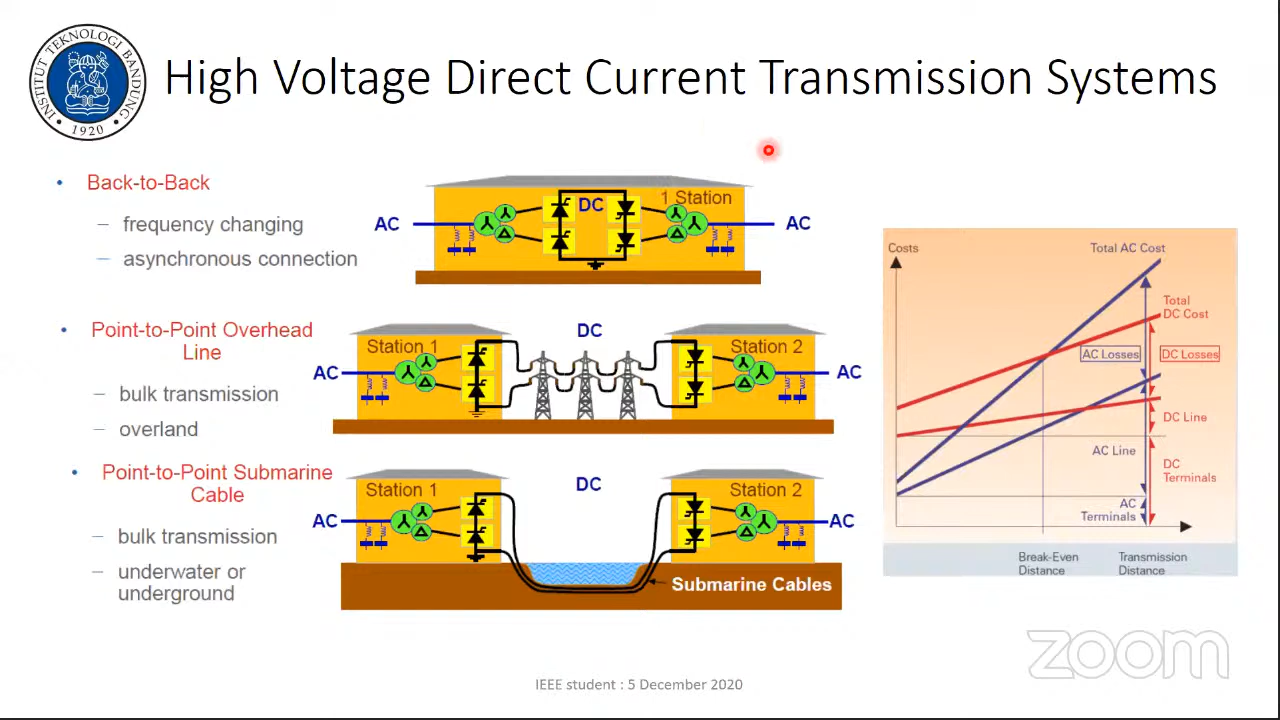 INSTITUT TEKNOLOGI BANDUNG
1920
High Voltage Direct Current Transmission Systems
• Back-to-Back
– frequency changing
– asynchronous connection
AC
DC
1 Station
AC
• Point-to-Point Overhead
Line
– bulk transmission
– overland
DC
Station 1
Station 2
AC
AC
• Point-to-Point Submarine
Cable
– bulk transmission
– underwater or
underground
Station 1
DC
Station 2
AC
AC
Submarine Cables
Costs
Total AC Cost
Total
DC Cost
AC Losses
DC Losses
DC Line
AC Line
DC
Terminals
AC
Terminals
Break-Even
Distance
Transmission
Distance
zoom
IEEE student : 5 December 2020